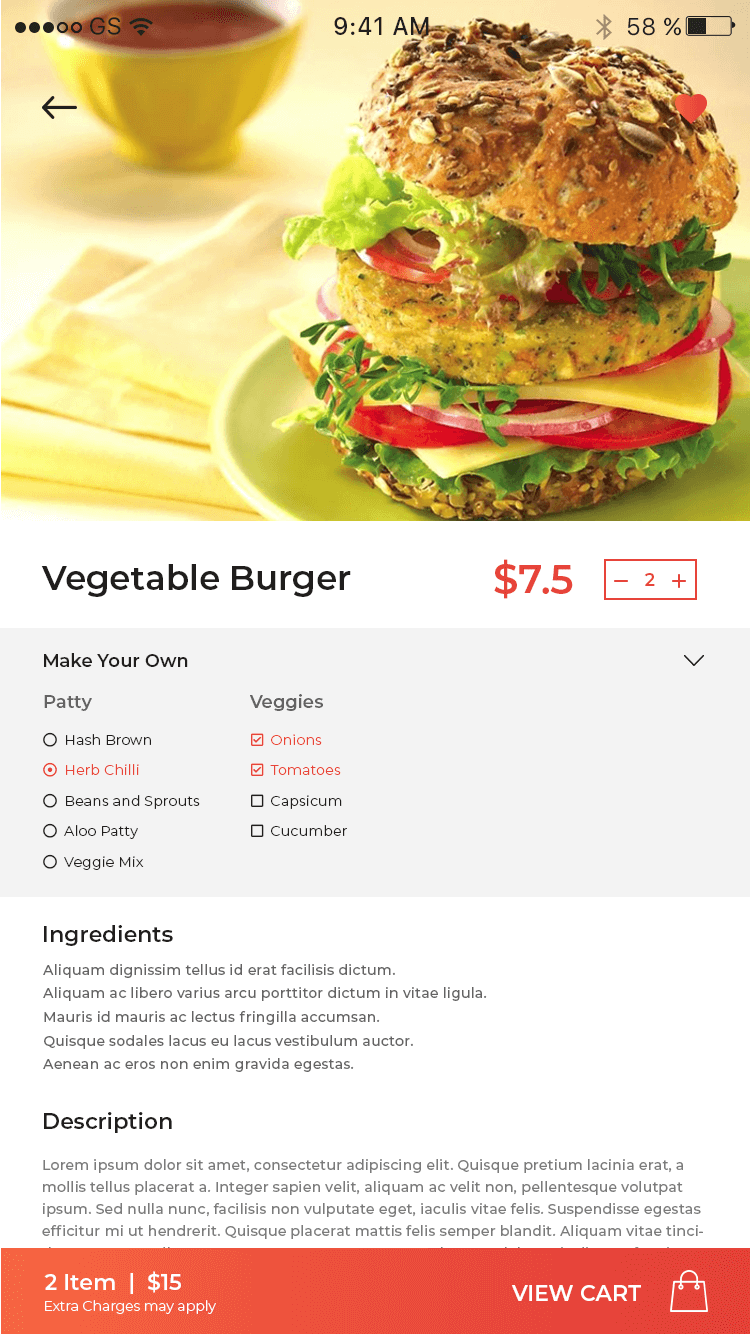 GS 9:41 AM 58 %
Vegetable Burger $7.5 − 2 +
Make Your Own
Patty Veggies
Hash Brown Onions
Herb Chilli Tomatoes
Beans and Sprouts Capsicum
Aloo Patty Cucumber
Veggie Mix
Ingredients
Aliquam dignissim tellus id erat facilisis dictum.
Aliquam ac libero varius arcu porttitor dictum in vitae ligula.
Mauris id mauris ac lectus fringilla accumsan.
Quisque sodales lacus eu lacus vestibulum auctor.
Aenean ac eros non enim gravida egestas.
Description
Lorem ipsum dolor sit amet, consectetur adipiscing elit. Quisque pretium lacinia erat, a
mollis tellus placerat a. Integer sapien velit, aliquam ac velit non, pellentesque volutpat
ipsum. Sed nulla nunc, facilisis non vulputate eget, iaculis vitae felis. Suspendisse egestas
efficitur mi ut hendrerit. Quisque placerat mattis felis semper blandit. Aliquam vitae tinci-
2 Item | $15
VIEW CART
Extra Charges may apply